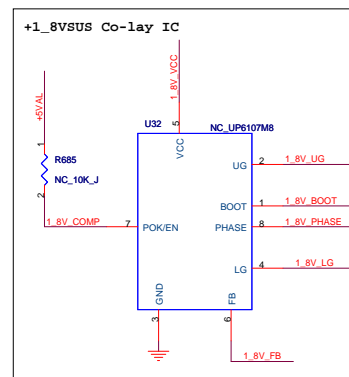 +1_8VSUS Co-lay IC
1_8V_VCC
+5VAL
U32
NC_UP6107M8
5
VCC
1
R685
NC_10K_J
2
UG
2
1_8V_UG
BOOT
1
1_8V_BOOT
1_8V_COMP
7
POK/EN
PHASE
8
1_8V_PHASE
LG
4
1_8V_LG
GND
FB
3
6
1_8V_FB